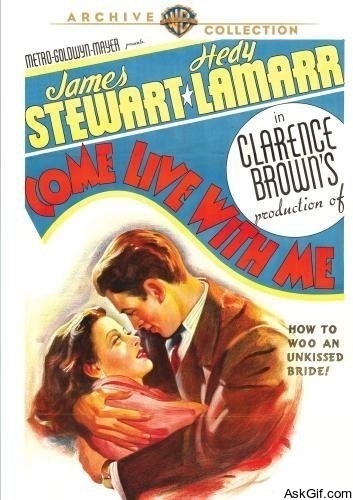 ARCHIVE WB COLLECTION
METRO-GOLDWYN-MAYER presents
James Hedy
STEWART ★ LAMARR
in
CLARENCE
BROWN'S
production of
COME LIVE WITH ME
HOW TO
WOO AN
UNKISSED
BRIDE!
AskGif.com